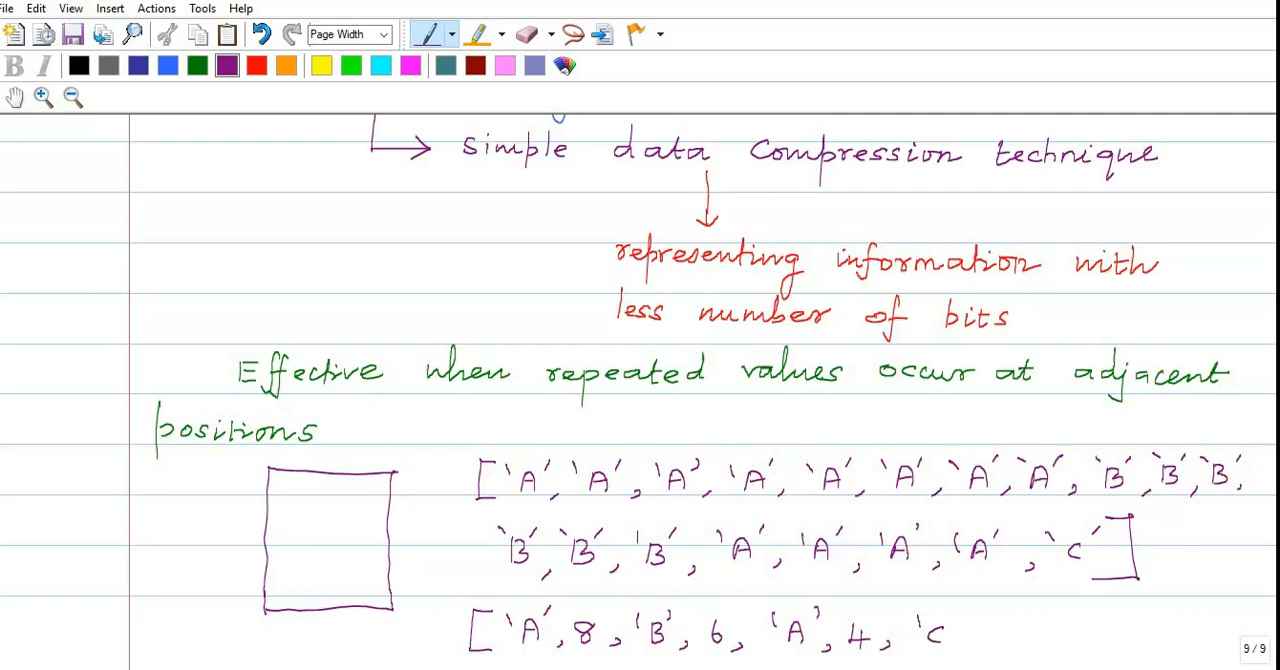 File Edit View Insert Actions Tools Help
Page Width
B I
Simple data Compression technique
representing information with
less number of bits
Effective when repeated values occur at adjacent
positions
['A', 'A', 'A', 'A', 'A', 'A', 'A', 'A', 'B', 'B', 'B',
'B', 'B', 'B', 'A', 'A', 'A', 'A', 'C']
['A', 8, 'B', 6, 'A', 4, 'C
9 / 9